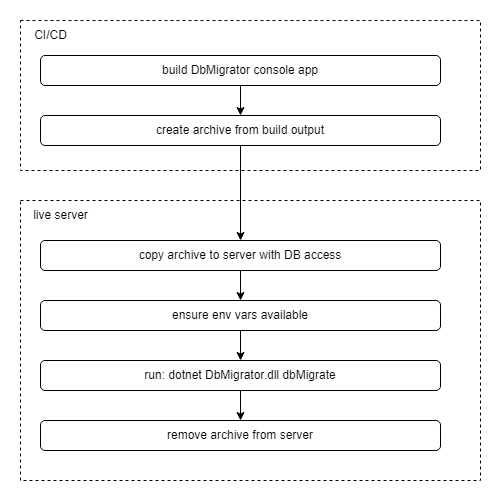 CI/CD
build DbMigrator console app
create archive from build output
live server
copy archive to server with DB access
ensure env vars available
run: dotnet DbMigrator.dll dbMigrate
remove archive from server